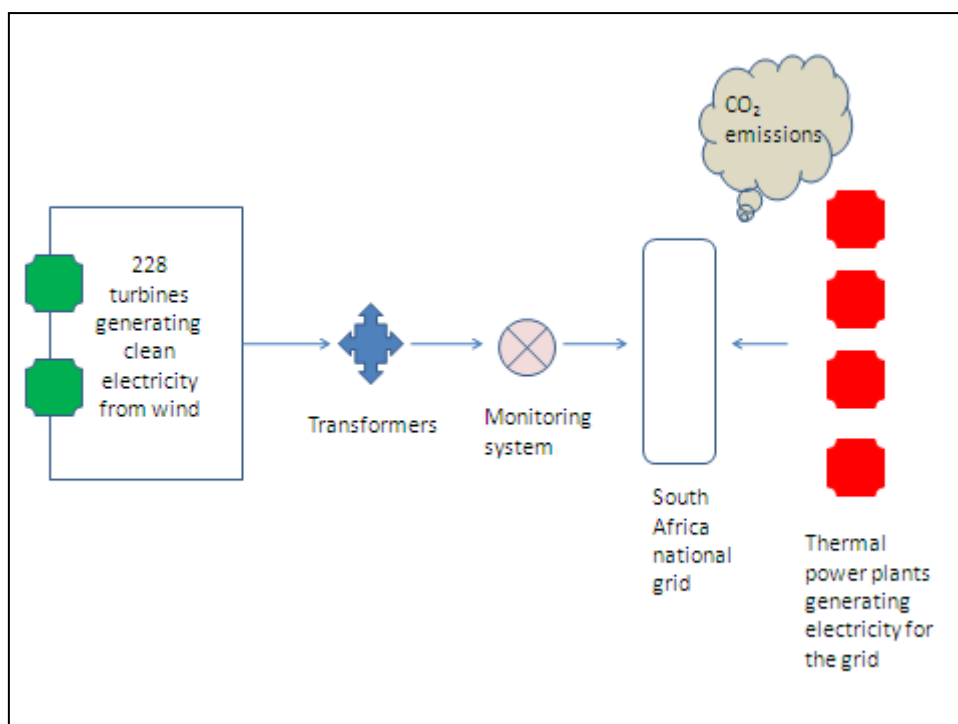 CO₂
emissions
228
turbines
generating
clean
electricity
from wind
Transformers
Monitoring
system
South
Africa
national
grid
Thermal
power plants
generating
electricity for
the grid